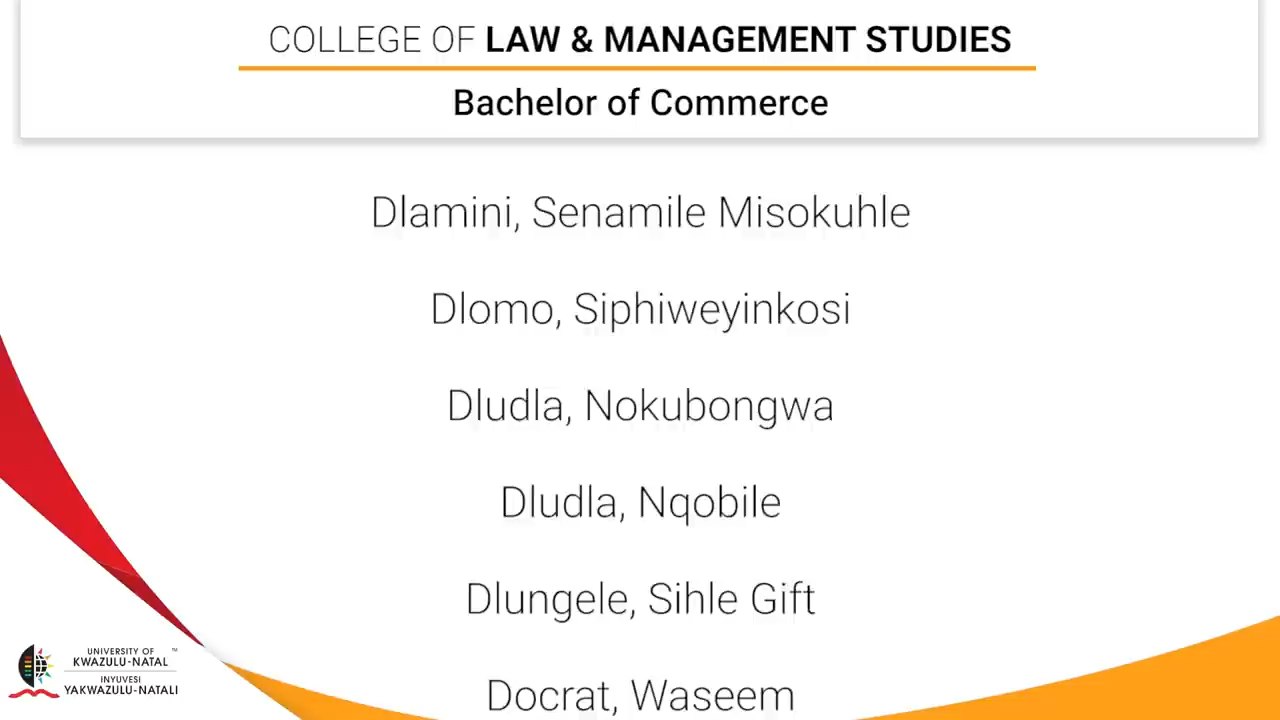 COLLEGE OF LAW & MANAGEMENT STUDIES
Bachelor of Commerce
Dlamini, Senamile Misokuhle
Dlomo, Siphiweyinkosi
Dludla, Nokubongwa
Dludla, Nqobile
Dlungele, Sihle Gift
Docrat, Waseem
UNIVERSITY OF ™
KWAZULU-NATAL
INYUVESI
YAKWAZULU-NATALI